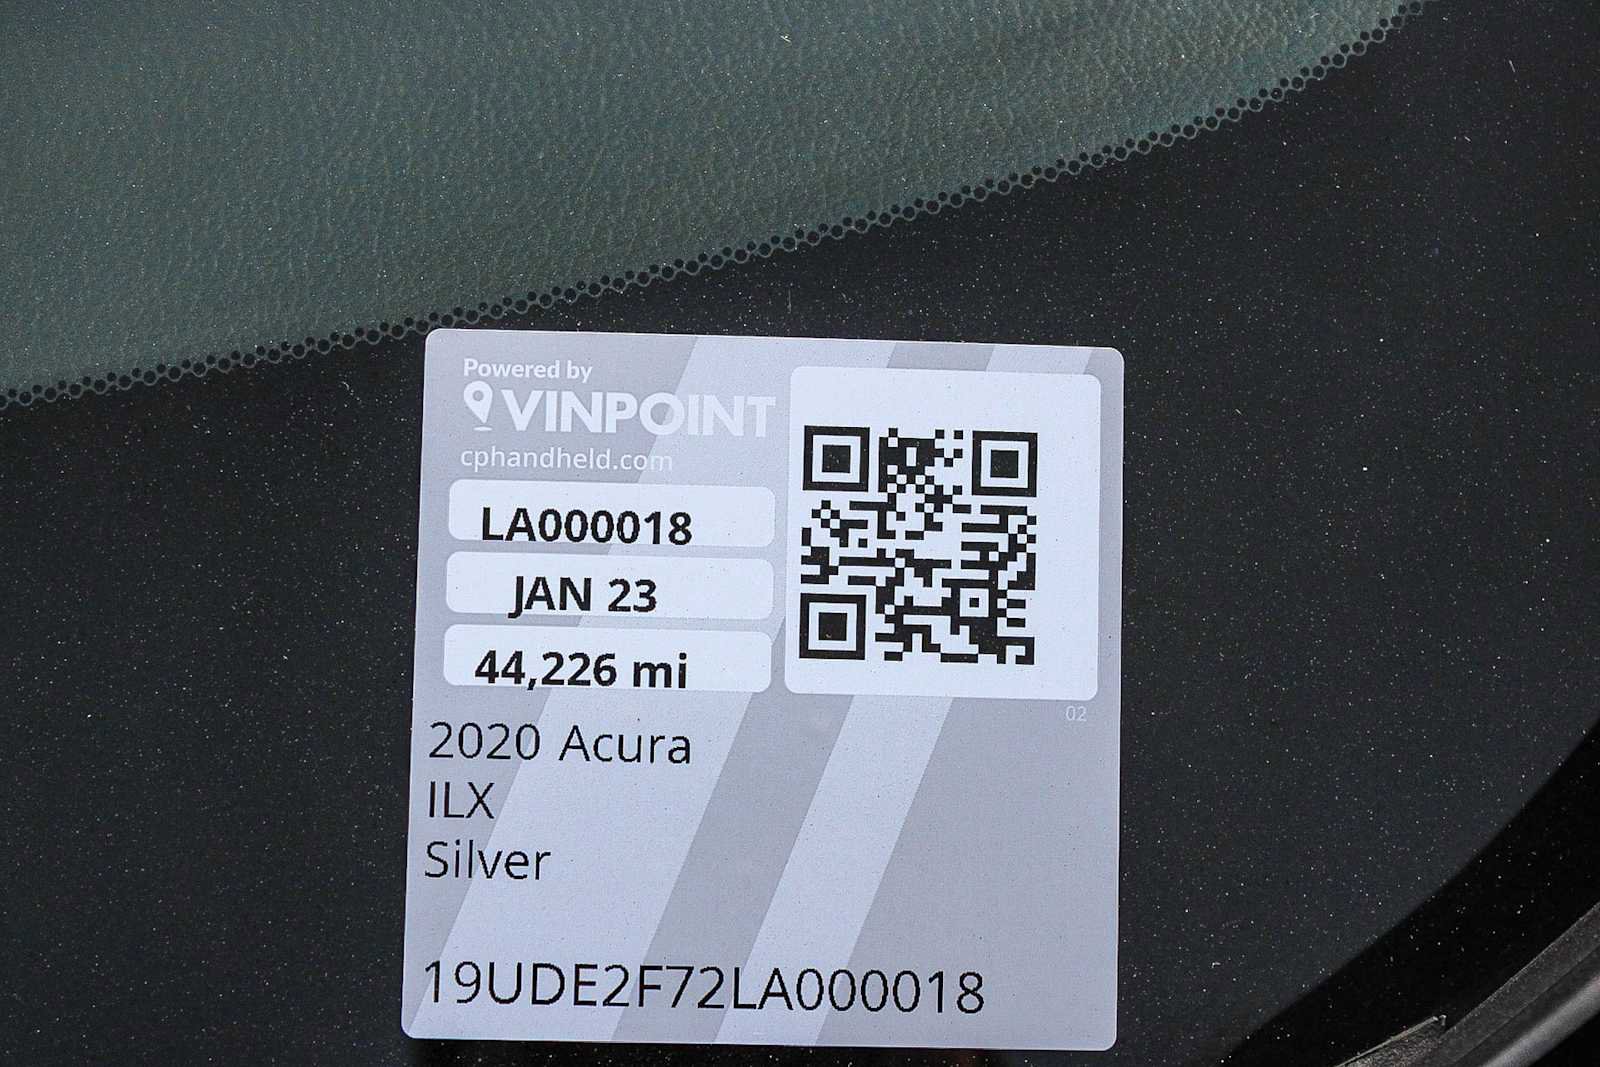 Powered by
VINPOINT
cphandheld.com
LA000018
JAN 23
44,226 mi
02
2020 Acura
ILX
Silver
19UDE2F72LA000018